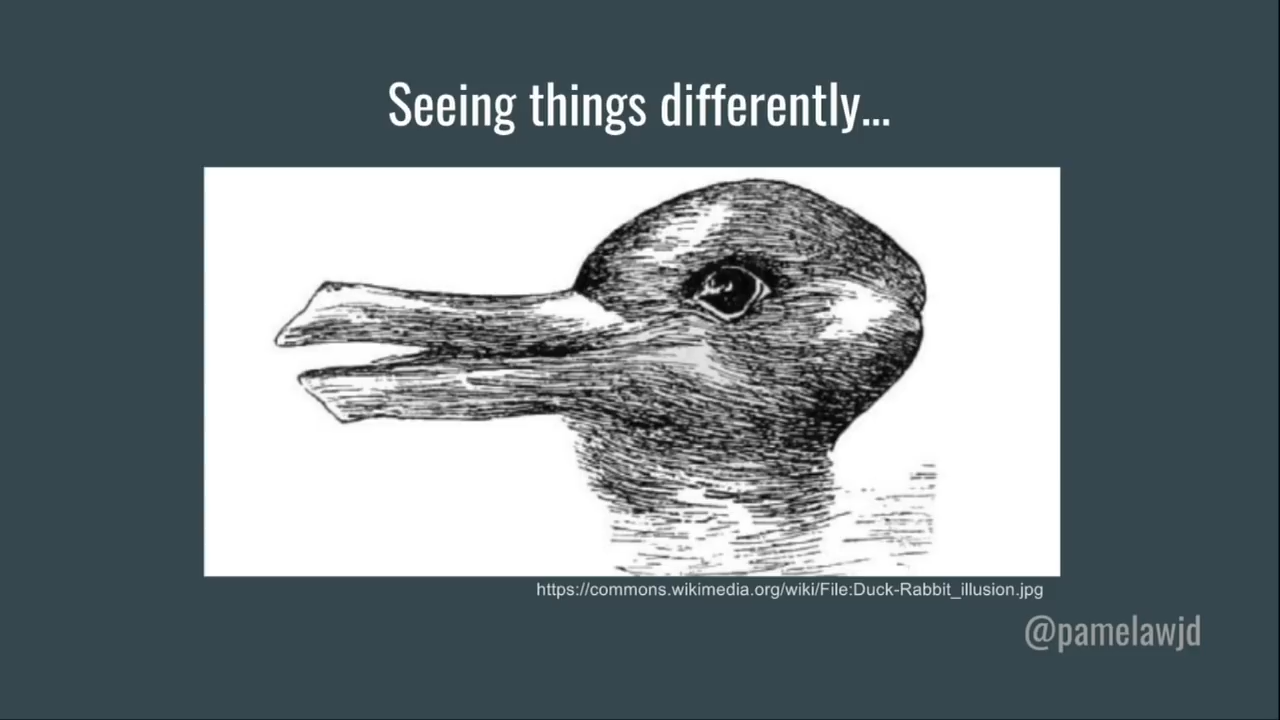 Seeing things differently...
https://commons.wikimedia.org/wiki/File:Duck-Rabbit_illusion.jpg
@pamelawjd